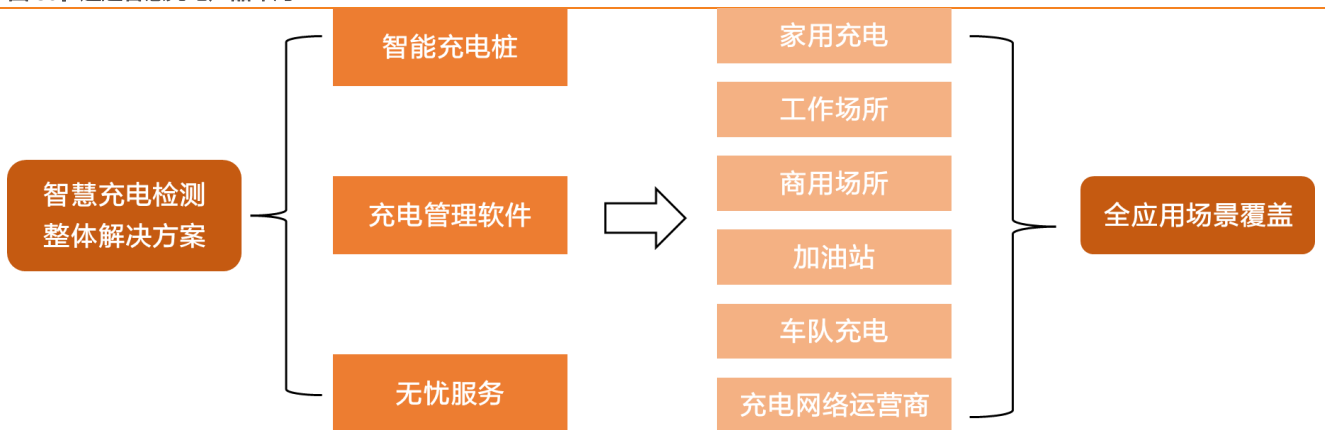 智慧充电检测
整体解决方案
智能充电桩
充电管理软件
无忧服务
家用充电
工作场所
商用场所
加油站
车队充电
充电网络运营商
全应用场景覆盖